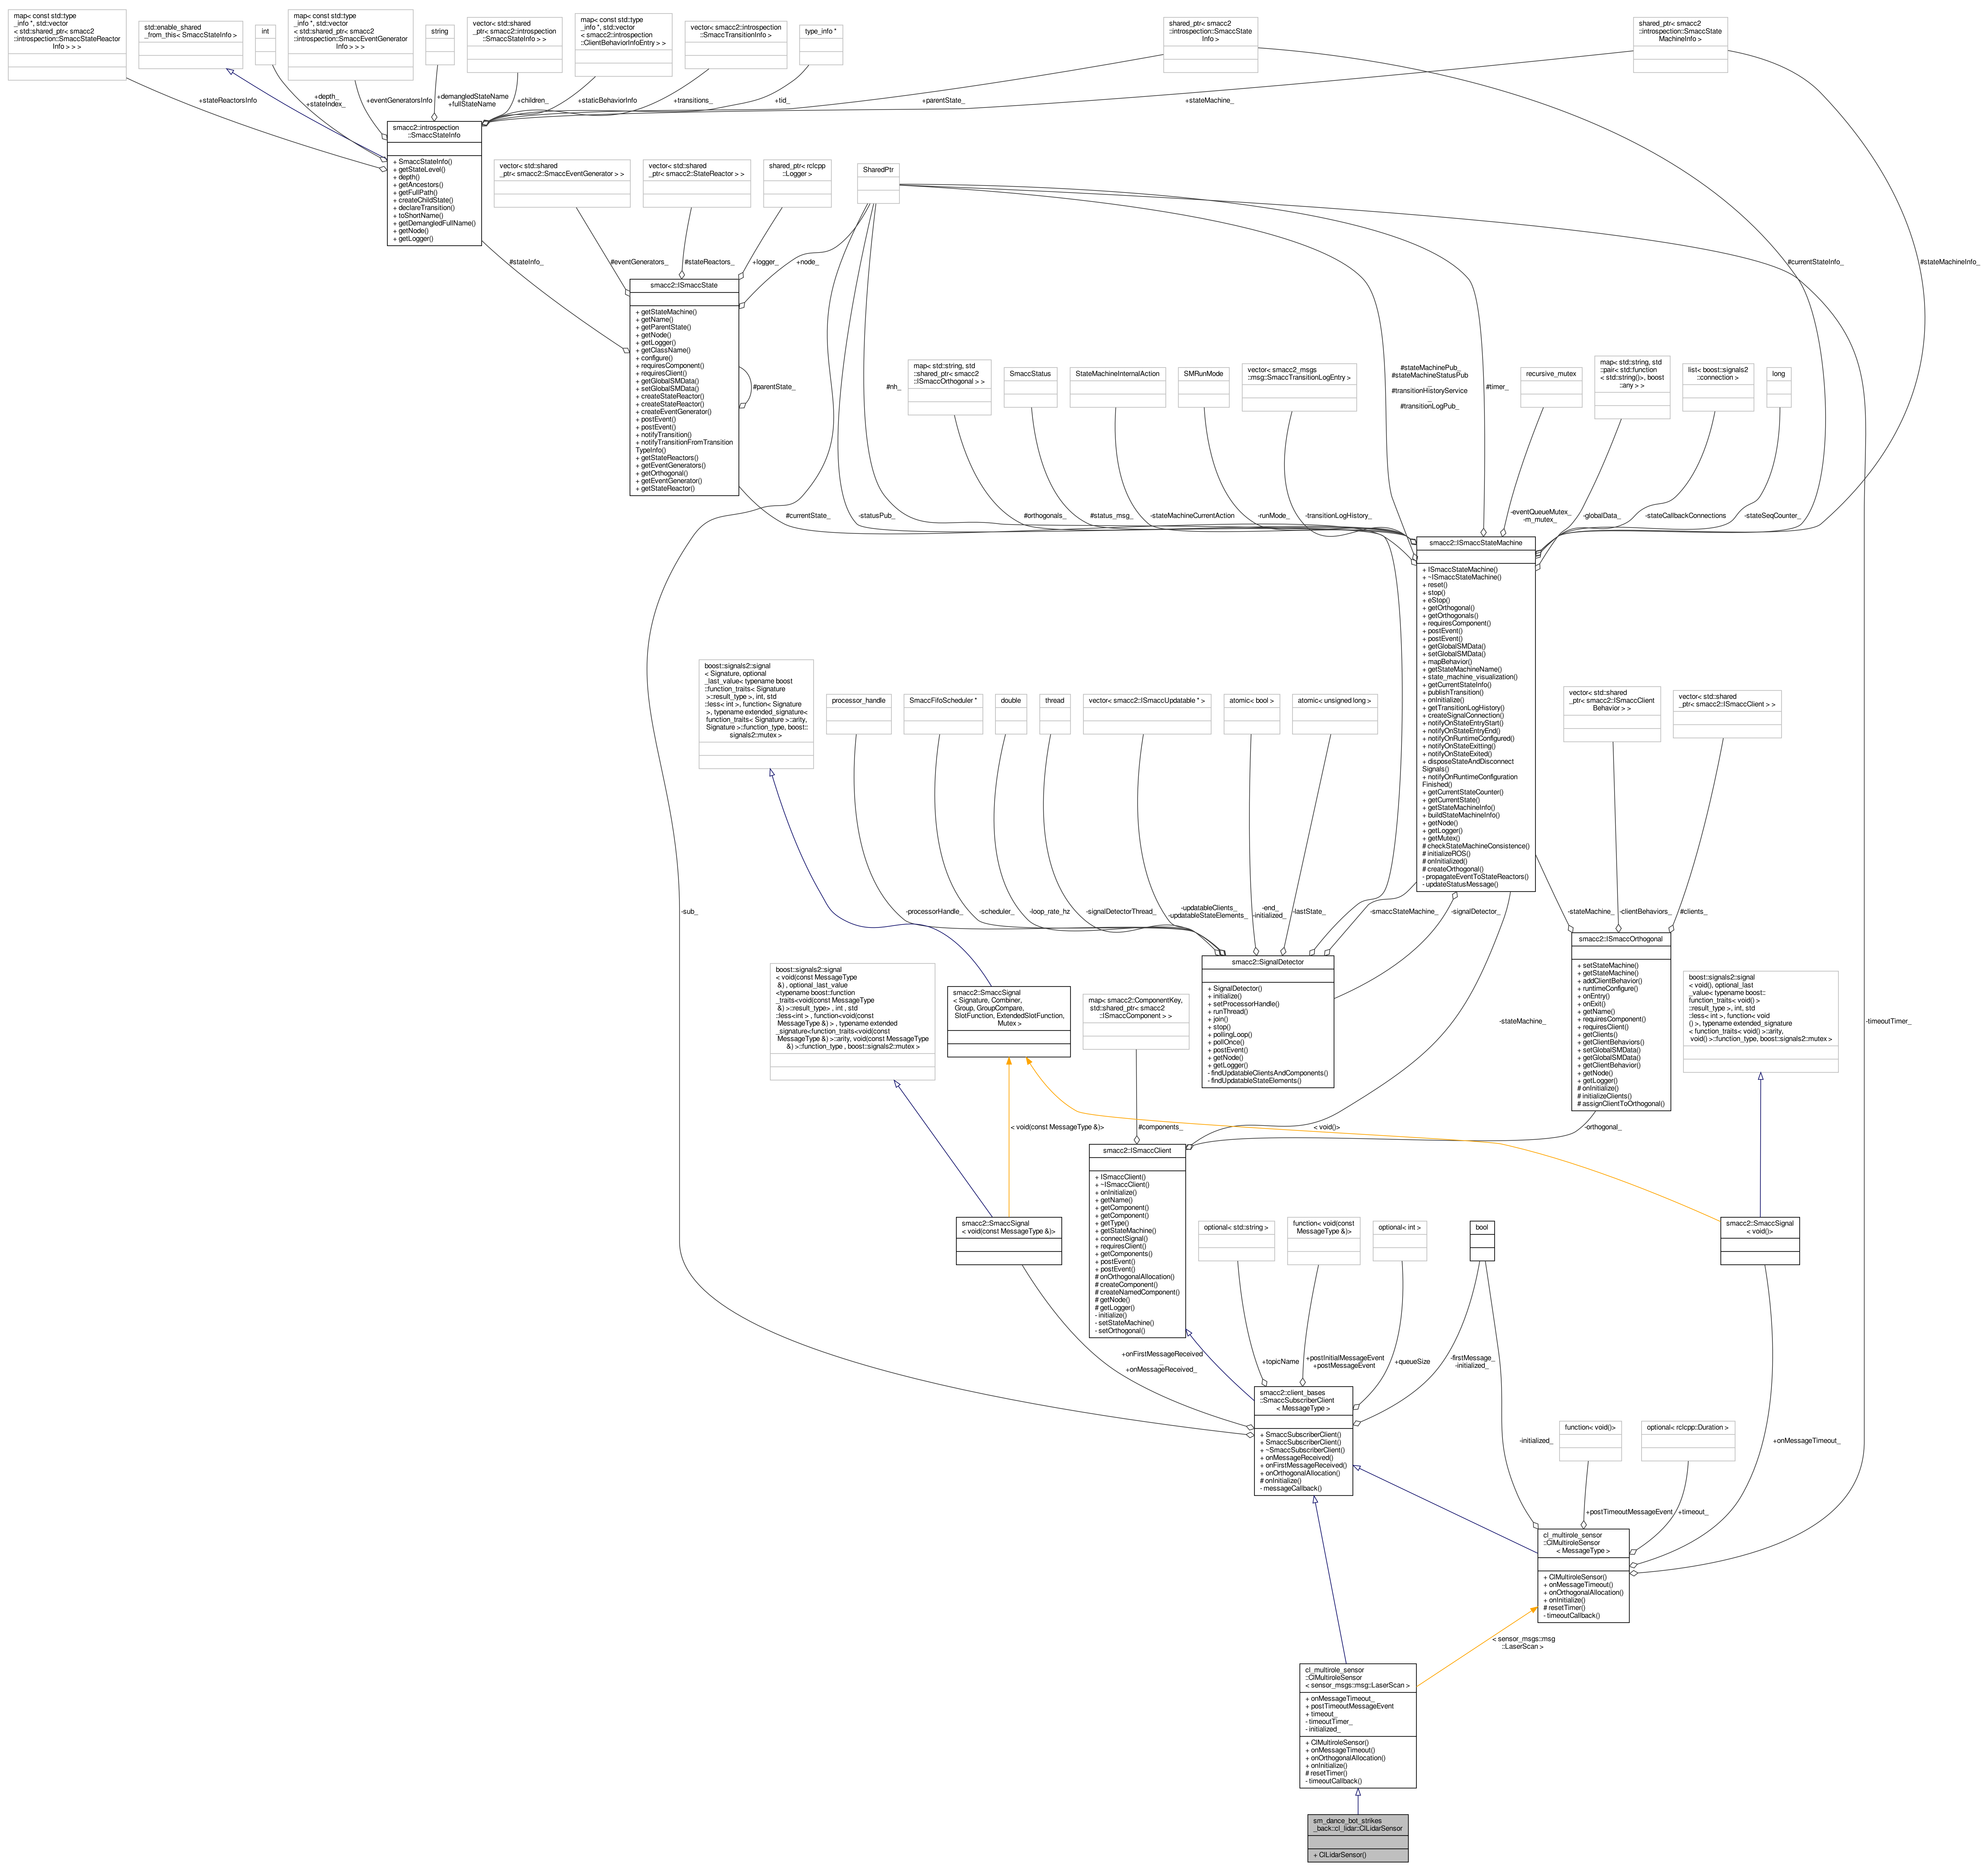 map< const std::type
_info *, std::vector
< std::shared_ptr< smacc2
::introspection::SmaccStateReactor
Info > > >
std::enable_shared
_from_this< SmaccStateInfo >
int
map< const std::type
_info *, std::vector
< std::shared_ptr< smacc2
::introspection::SmaccEventGenerator
Info > > >
string
vector< std::shared
_ptr< smacc2::introspection
::SmaccStateInfo > >
map< const std::type
_info *, std::vector
< smacc2::introspection
::ClientBehaviorInfoEntry > >
vector< smacc2::introspection
::SmaccTransitionInfo >
type_info *
shared_ptr< smacc2
::introspection::SmaccState
Info >
shared_ptr< smacc2
::introspection::SmaccState
MachineInfo >
+stateReactorsInfo
+depth_
+stateIndex_
+eventGeneratorsInfo
+demangledStateName
+fullStateName
+children_
+staticBehaviorInfo
+transitions_
+tid_
+parentState_
+stateMachine_
smacc2::introspection
::SmaccStateInfo
+ SmaccStateInfo()
+ getStateLevel()
+ depth()
+ getAncestors()
+ getFullPath()
+ createChildState()
+ declareTransition()
+ toShortName()
+ getDemangledFullName()
+ getNode()
+ getLogger()
vector< std::shared
_ptr< smacc2::SmaccEventGenerator > >
vector< std::shared
_ptr< smacc2::StateReactor > >
shared_ptr< rclcpp
::Logger >
SharedPtr
#stateInfo_
#eventGenerators_
#stateReactors_
+logger_
+node_
#currentStateInfo_
#stateMachineInfo_
smacc2::ISmaccState
+ getStateMachine()
+ getName()
+ getParentState()
+ getNode()
+ getLogger()
+ getClassName()
+ configure()
+ requiresComponent()
+ requiresClient()
+ getGlobalSMData()
+ setGlobalSMData()
+ createStateReactor()
+ createStateReactor()
+ createEventGenerator()
+ postEvent()
+ postEvent()
+ notifyTransition()
+ notifyTransitionFromTransition
TypeInfo()
+ getStateReactors()
+ getEventGenerators()
+ getOrthogonal()
+ getEventGenerator()
+ getStateReactor()
#parentState_
#nh_
map< std::string, std
::shared_ptr< smacc2
::ISmaccOrthogonal > >
SmaccStatus
StateMachineInternalAction
SMRunMode
vector< smacc2_msgs
::msg::SmaccTransitionLogEntry >
#stateMachinePub_
#stateMachineStatusPub
_
#transitionHistoryService
_
#transitionLogPub_
#timer_
recursive_mutex
map< std::string, std
::pair< std::function
< std::string()>, boost
::any > >
list< boost::signals2
::connection >
long
#currentState_
-statusPub_
#orthogonals_
#status_msg_
-stateMachineCurrentAction
-runMode_
-transitionLogHistory_
-eventQueueMutex_
-m_mutex_
-globalData_
-stateCallbackConnections
-stateSeqCounter_
smacc2::ISmaccStateMachine
+ ISmaccStateMachine()
+ ~ISmaccStateMachine()
+ reset()
+ stop()
+ eStop()
+ getOrthogonal()
+ getOrthogonals()
+ requiresComponent()
+ postEvent()
+ postEvent()
+ getGlobalSMData()
+ setGlobalSMData()
+ mapBehavior()
+ getStateMachineName()
+ state_machine_visualization()
+ getCurrentStateInfo()
+ publishTransition()
+ onInitialize()
+ getTransitionLogHistory()
+ createSignalConnection()
+ notifyOnStateEntryStart()
+ notifyOnStateEntryEnd()
+ notifyOnRuntimeConfigured()
+ notifyOnStateExitting()
+ notifyOnStateExited()
+ disposeStateAndDisconnect
Signals()
+ notifyOnRuntimeConfiguration
Finished()
+ getCurrentStateCounter()
+ getCurrentState()
+ getStateMachineInfo()
+ buildStateMachineInfo()
+ getNode()
+ getLogger()
+ getMutex()
# checkStateMachineConsistence()
# initializeROS()
# onInitialized()
# createOrthogonal()
- propagateEventToStateReactors()
- updateStatusMessage()
boost::signals2::signal
< Signature, optional
_last_value< typename boost
::function_traits< Signature
>::result_type >, int, std
::less< int >, function< Signature
>, typename extended_signature<
function_traits< Signature >::arity,
Signature >::function_type, boost::
signals2::mutex >
processor_handle
SmaccFifoScheduler *
double
thread
vector< smacc2::ISmaccUpdatable * >
atomic< bool >
atomic< unsigned long >
vector< std::shared
_ptr< smacc2::ISmaccClient
Behavior > >
vector< std::shared
_ptr< smacc2::ISmaccClient > >
-sub_
-processorHandle_
-scheduler_
-loop_rate_hz
-signalDetectorThread_
-updatableClients_
-updatableStateElements_
-end_
-initialized_
-lastState_
-smaccStateMachine_
-signalDetector_
-stateMachine_
-clientBehaviors_
#clients_
-timeoutTimer_
smacc2::ISmaccOrthogonal
+ setStateMachine()
+ getStateMachine()
+ addClientBehavior()
+ runtimeConfigure()
+ onEntry()
+ onExit()
+ getName()
+ requiresComponent()
+ requiresClient()
+ getClients()
+ getClientBehaviors()
+ setGlobalSMData()
+ getGlobalSMData()
+ getClientBehavior()
+ getNode()
+ getLogger()
# onInitialize()
# initializeClients()
# assignClientToOrthogonal()
smacc2::SignalDetector
+ SignalDetector()
+ initialize()
+ setProcessorHandle()
+ runThread()
+ join()
+ stop()
+ pollingLoop()
+ pollOnce()
+ postEvent()
+ getNode()
+ getLogger()
- findUpdatableClientsAndComponents()
- findUpdatableStateElements()
boost::signals2::signal
< void(const MessageType
&) , optional_last_value
<typename boost::function
_traits<void(const MessageType
&) >::result_type> , int , std
::less<int > , function<void(const
MessageType &) > , typename extended
_signature<function_traits<void(const
MessageType &) >::arity, void(const MessageType
&) >::function_type , boost::signals2::mutex >
smacc2::SmaccSignal
< Signature, Combiner,
Group, GroupCompare,
SlotFunction, ExtendedSlotFunction,
Mutex >
map< smacc2::ComponentKey,
std::shared_ptr< smacc2
::ISmaccComponent > >
boost::signals2::signal
< void(), optional_last
_value< typename boost::
function_traits< void() >
::result_type >, int, std
::less< int >, function< void
() >, typename extended_signature
< function_traits< void() >::arity,
void() >::function_type, boost::signals2::mutex >
-stateMachine_
< void(const MessageType &)>
#components_
< void()>
-orthogonal_
smacc2::ISmaccClient
+ ISmaccClient()
+ ~ISmaccClient()
+ onInitialize()
+ getName()
+ getComponent()
+ getComponent()
+ getType()
+ getStateMachine()
+ connectSignal()
+ requiresClient()
+ getComponents()
+ postEvent()
+ postEvent()
# onOrthogonalAllocation()
# createComponent()
# createNamedComponent()
# getNode()
# getLogger()
- initialize()
- setStateMachine()
- setOrthogonal()
smacc2::SmaccSignal
< void(const MessageType &)>
optional< std::string >
function< void(const
MessageType &)>
optional< int >
bool
smacc2::SmaccSignal
< void()>
+onFirstMessageReceived
_
+onMessageReceived_
+topicName
+postInitialMessageEvent
+postMessageEvent
+queueSize
-firstMessage_
-initialized_
smacc2::client_bases
::SmaccSubscriberClient
< MessageType >
+ SmaccSubscriberClient()
+ SmaccSubscriberClient()
+ ~SmaccSubscriberClient()
+ onMessageReceived()
+ onFirstMessageReceived()
+ onOrthogonalAllocation()
# onInitialize()
- messageCallback()
function< void()>
optional< rclcpp::Duration >
-initialized_
+onMessageTimeout_
+postTimeoutMessageEvent
+timeout_
cl_multirole_sensor
::ClMultiroleSensor
< MessageType >
+ ClMultiroleSensor()
+ onMessageTimeout()
+ onOrthogonalAllocation()
+ onInitialize()
# resetTimer()
- timeoutCallback()
< sensor_msgs::msg
::LaserScan >
cl_multirole_sensor
::ClMultiroleSensor
< sensor_msgs::msg::LaserScan >
+ onMessageTimeout_
+ postTimeoutMessageEvent
+ timeout_
- timeoutTimer_
- initialized_
+ ClMultiroleSensor()
+ onMessageTimeout()
+ onOrthogonalAllocation()
+ onInitialize()
# resetTimer()
- timeoutCallback()
sm_dance_bot_strikes
_back::cl_lidar::ClLidarSensor
+ ClLidarSensor()